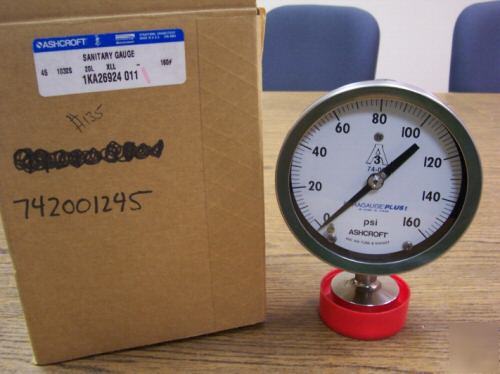 ASHCROFT
SANITARY GAUGE
45 1032S 20L XLL - 160#
1KA26924 011
#135
742001245
0 20 40 60 80 100 120 140 160
3
psi
ASHCROFT